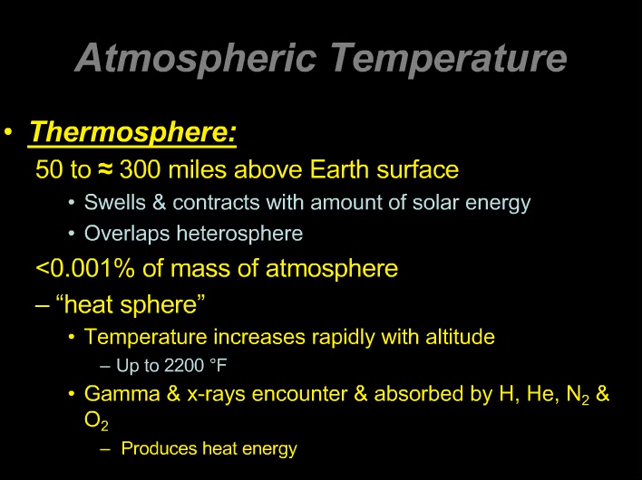 Atmospheric Temperature
• Thermosphere:
50 to ≈ 300 miles above Earth surface
• Swells & contracts with amount of solar energy
• Overlaps heterosphere
<0.001% of mass of atmosphere
– “heat sphere”
• Temperature increases rapidly with altitude
– Up to 2200 °F
• Gamma & x-rays encounter & absorbed by H, He, N₂ &
O₂
– Produces heat energy